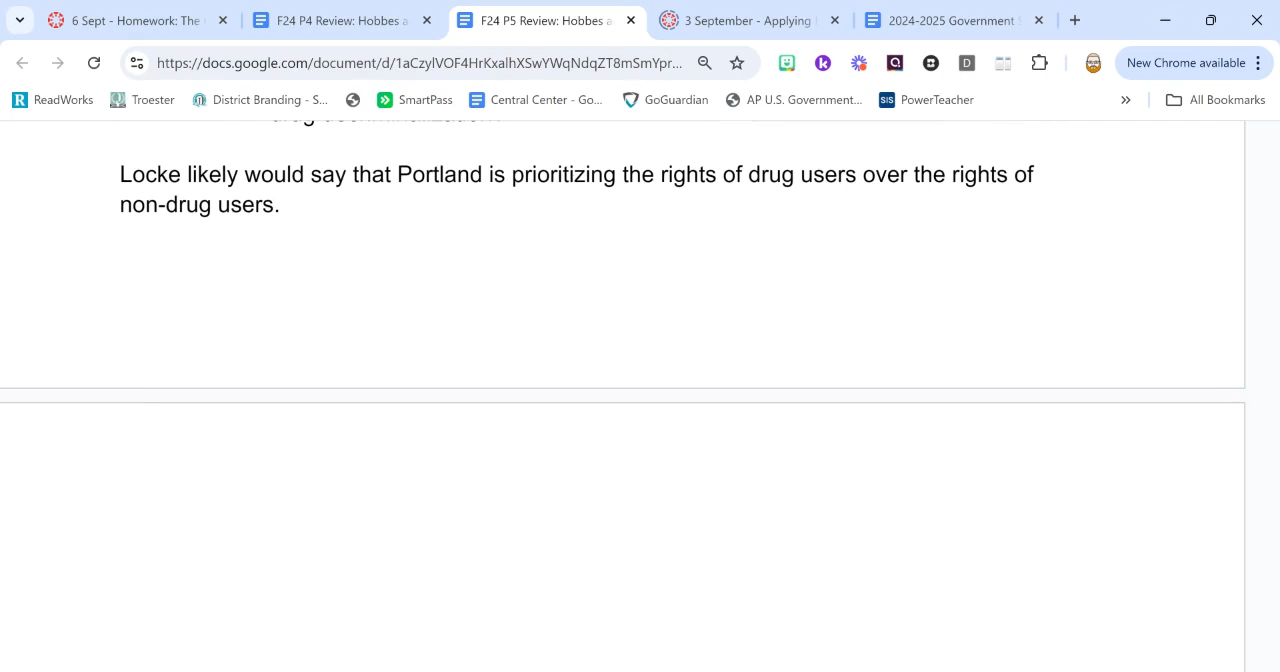 6 Sept - Homework: The
F24 P4 Review: Hobbes a
F24 P5 Review: Hobbes a
3 September - Applying
2024-2025 Government
https://docs.google.com/document/d/1aCzylVOF4HrKxalhXSwYWqNdqZT8mSmYpr...
New Chrome available
ReadWorks
Troester
District Branding - S...
SmartPass
Central Center - Go...
GoGuardian
AP U.S. Government...
SIS PowerTeacher
All Bookmarks
Locke likely would say that Portland is prioritizing the rights of drug users over the rights of
non-drug users.